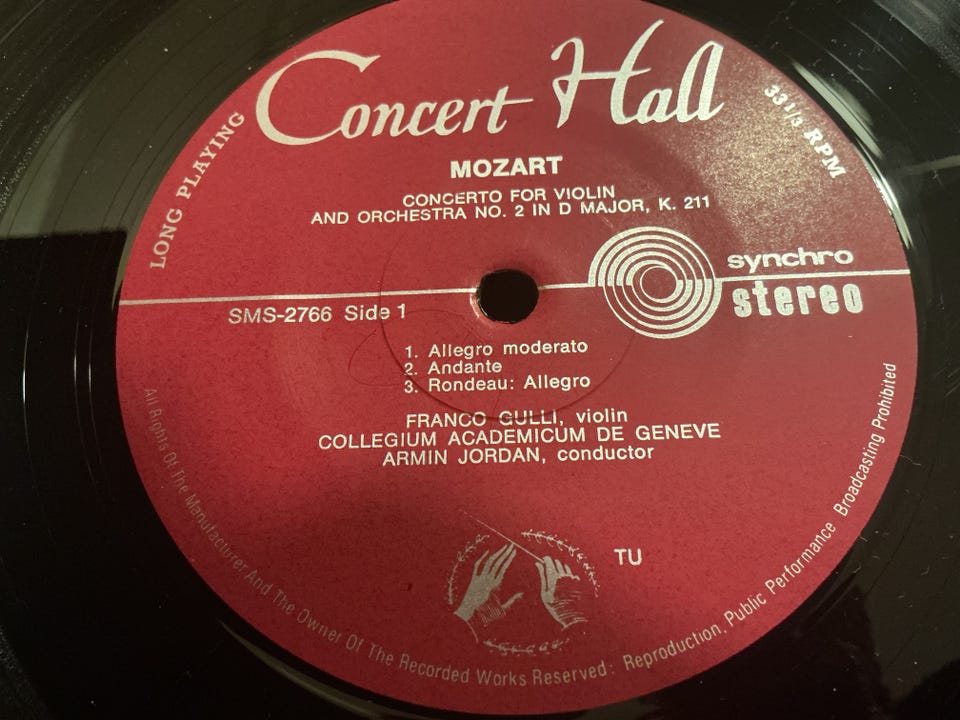 Concert Hall
LONG PLAYING
33 1/3 RPM
MOZART
CONCERTO FOR VIOLIN
AND ORCHESTRA NO. 2 IN D MAJOR, K. 211
synchro
stereo
SMS-2766 Side 1
1. Allegro moderato
2. Andante
3. Rondeau: Allegro
FRANCO GULLI, violin
COLLEGIUM ACADEMICUM DE GENEVE
ARMIN JORDAN, conductor
TU
All Rights Of The Manufacturer And The Owner Of The Recorded Works Reserved: Reproduction, Public Performance Broadcasting Prohibited